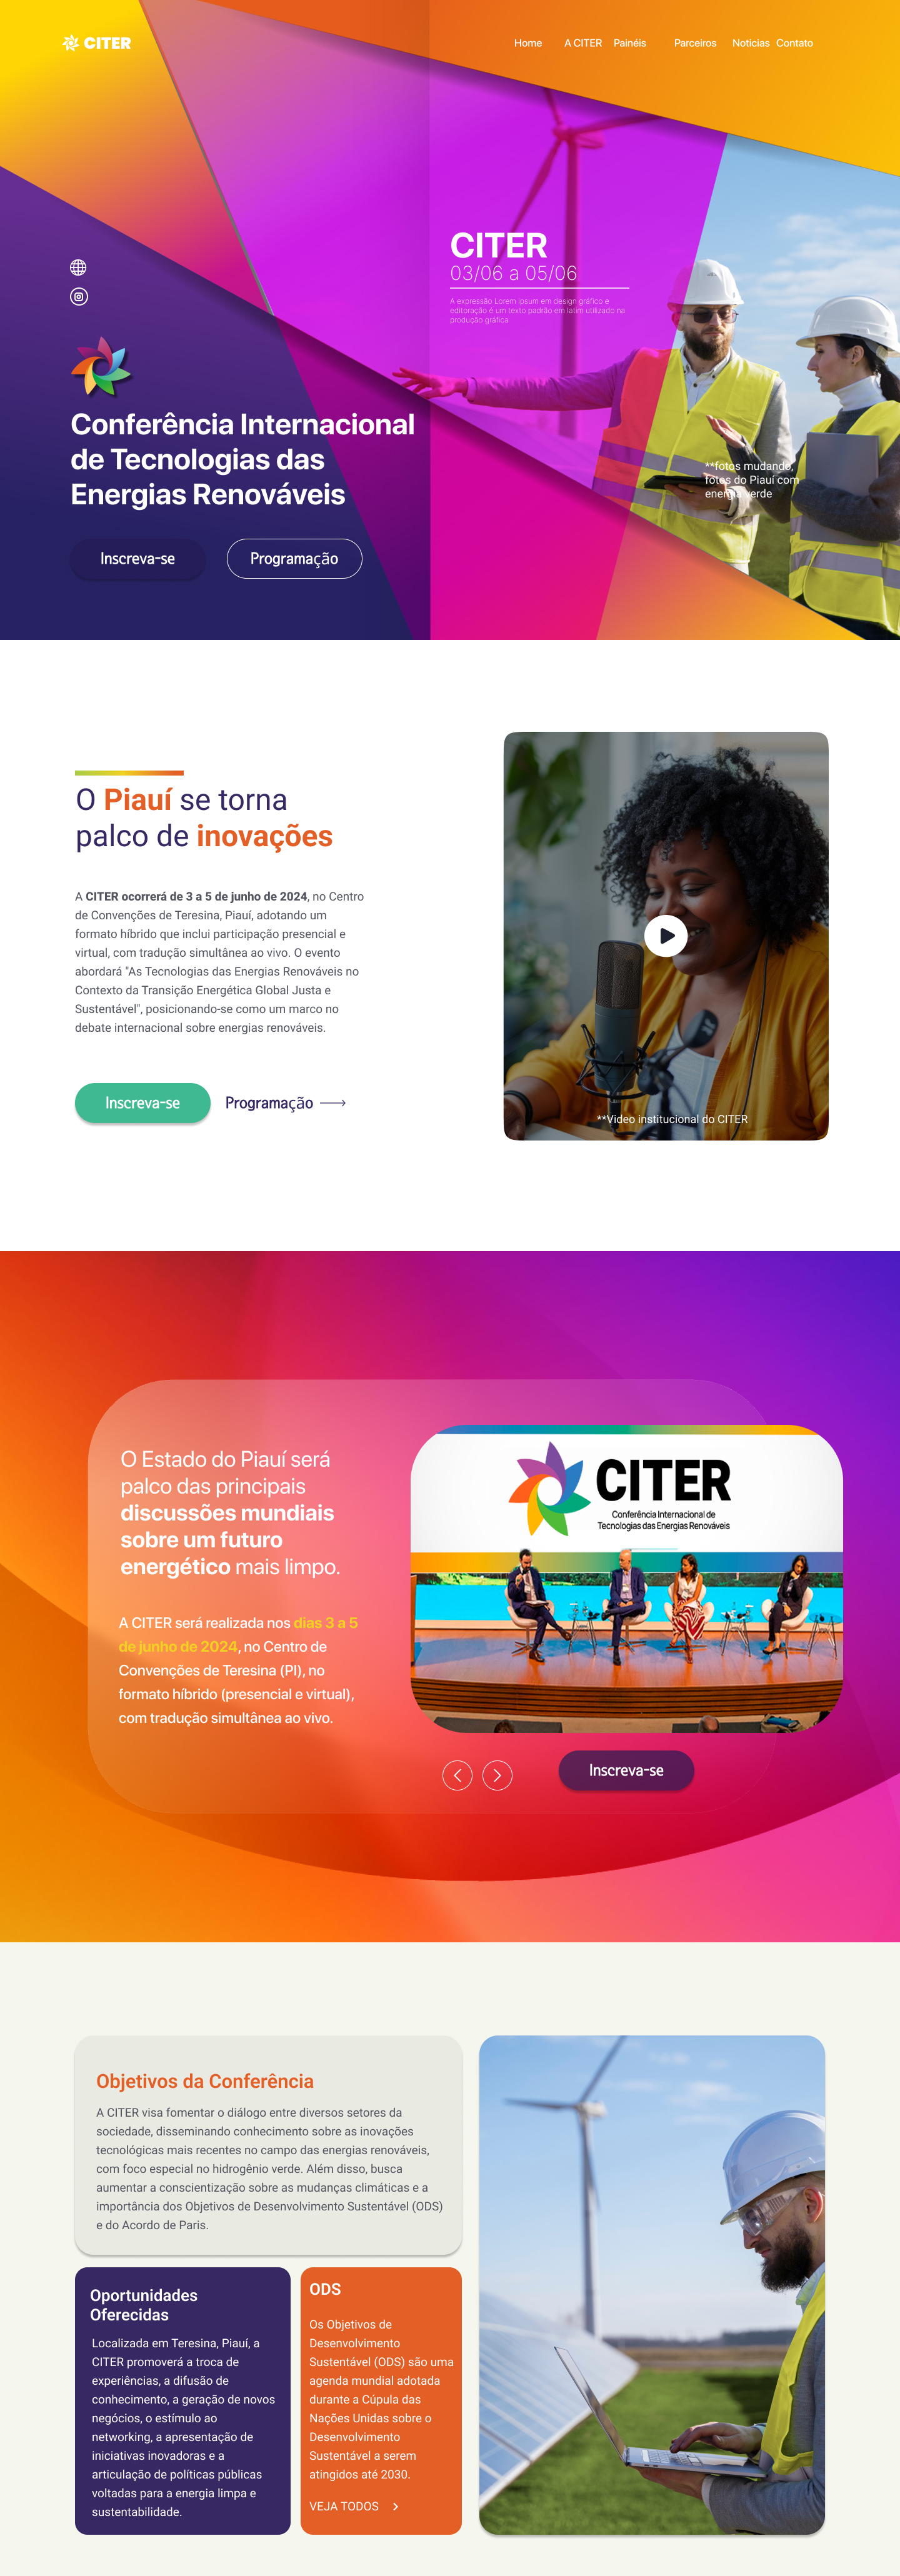 CITER
Home A CITER Painéis Parceiros Noticias Contato
CITER
03/06 a 05/06
A expressão Lorem ipsum em design gráfico e
editoração é um texto padrão em latim utilizado na
produção gráfica
Conferência Internacional
de Tecnologias das
Energias Renováveis
**fotos mudando,
fotos do Piauí com
energia verde
Inscreva-se
Programação
O Piauí se torna
palco de inovações
A CITER ocorrerá de 3 a 5 de junho de 2024, no Centro
de Convenções de Teresina, Piauí, adotando um
formato híbrido que inclui participação presencial e
virtual, com tradução simultânea ao vivo. O evento
abordará "As Tecnologias das Energias Renováveis no
Contexto da Transição Energética Global Justa e
Sustentável", posicionando-se como um marco no
debate internacional sobre energias renováveis.
Inscreva-se
Programação
**Video institucional do CITER
O Estado do Piauí será
palco das principais
discussões mundiais
sobre um futuro
energético mais limpo.
A CITER será realizada nos dias 3 a 5
de junho de 2024, no Centro de
Convenções de Teresina (PI), no
formato híbrido (presencial e virtual),
com tradução simultânea ao vivo.
CITER
Conferência Internacional de
Tecnologias das Energias Renováveis
Inscreva-se
Objetivos da Conferência
A CITER visa fomentar o diálogo entre diversos setores da
sociedade, disseminando conhecimento sobre as inovações
tecnológicas mais recentes no campo das energias renováveis,
com foco especial no hidrogênio verde. Além disso, busca
aumentar a conscientização sobre as mudanças climáticas e a
importância dos Objetivos de Desenvolvimento Sustentável (ODS)
e do Acordo de Paris.
Oportunidades
Oferecidas
Localizada em Teresina, Piauí, a
CITER promoverá a troca de
experiências, a difusão de
conhecimento, a geração de novos
negócios, o estímulo ao
networking, a apresentação de
iniciativas inovadoras e a
articulação de políticas públicas
voltadas para a energia limpa e
sustentabilidade.
ODS
Os Objetivos de
Desenvolvimento
Sustentável (ODS) são uma
agenda mundial adotada
durante a Cúpula das
Nações Unidas sobre o
Desenvolvimento
Sustentável a serem
atingidos até 2030.
VEJA TODOS